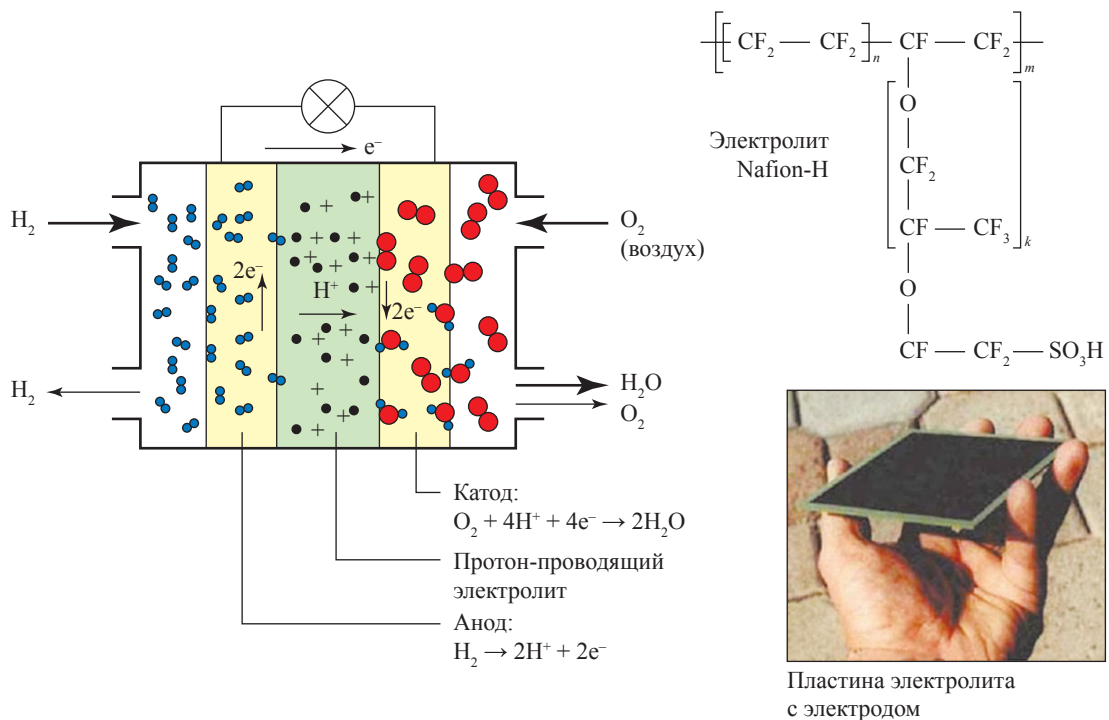 e⁻
H₂
O₂
(воздух)
2e⁻
H⁺
2e⁻
H₂
H₂O
O₂
Катод:
O₂ + 4H⁺ + 4e⁻ → 2H₂O
Протон-проводящий
электролит
Анод:
H₂ → 2H⁺ + 2e⁻
CF₂ — CF₂ n CF — CF₂ m
O
Электролит
Nafion-H
CF₂
CF — CF₃ k
O
CF — CF₂ — SO₃H
Пластина электролита
с электродом